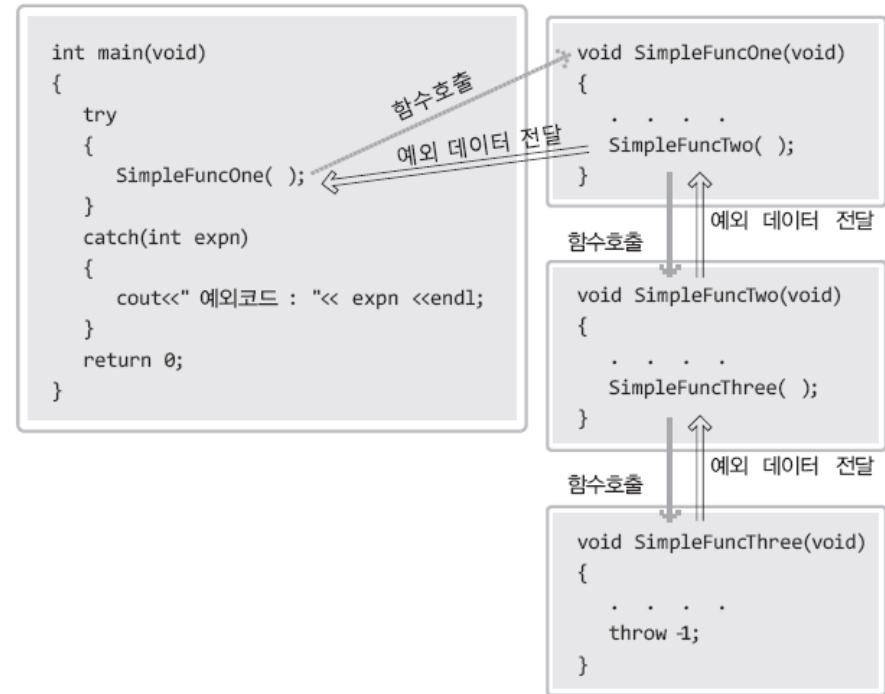 int main(void)
{
try
{
SimpleFuncOne( );
}
catch(int expn)
{
cout<<" 예외코드 : "<< expn <<endl;
}
return 0;
}
함수호출
예외 데이터 전달
void SimpleFuncOne(void)
{
. . . .
SimpleFuncTwo( );
}
함수호출
예외 데이터 전달
void SimpleFuncTwo(void)
{
. . . .
SimpleFuncThree( );
}
함수호출
예외 데이터 전달
void SimpleFuncThree(void)
{
. . . .
throw -1;
}